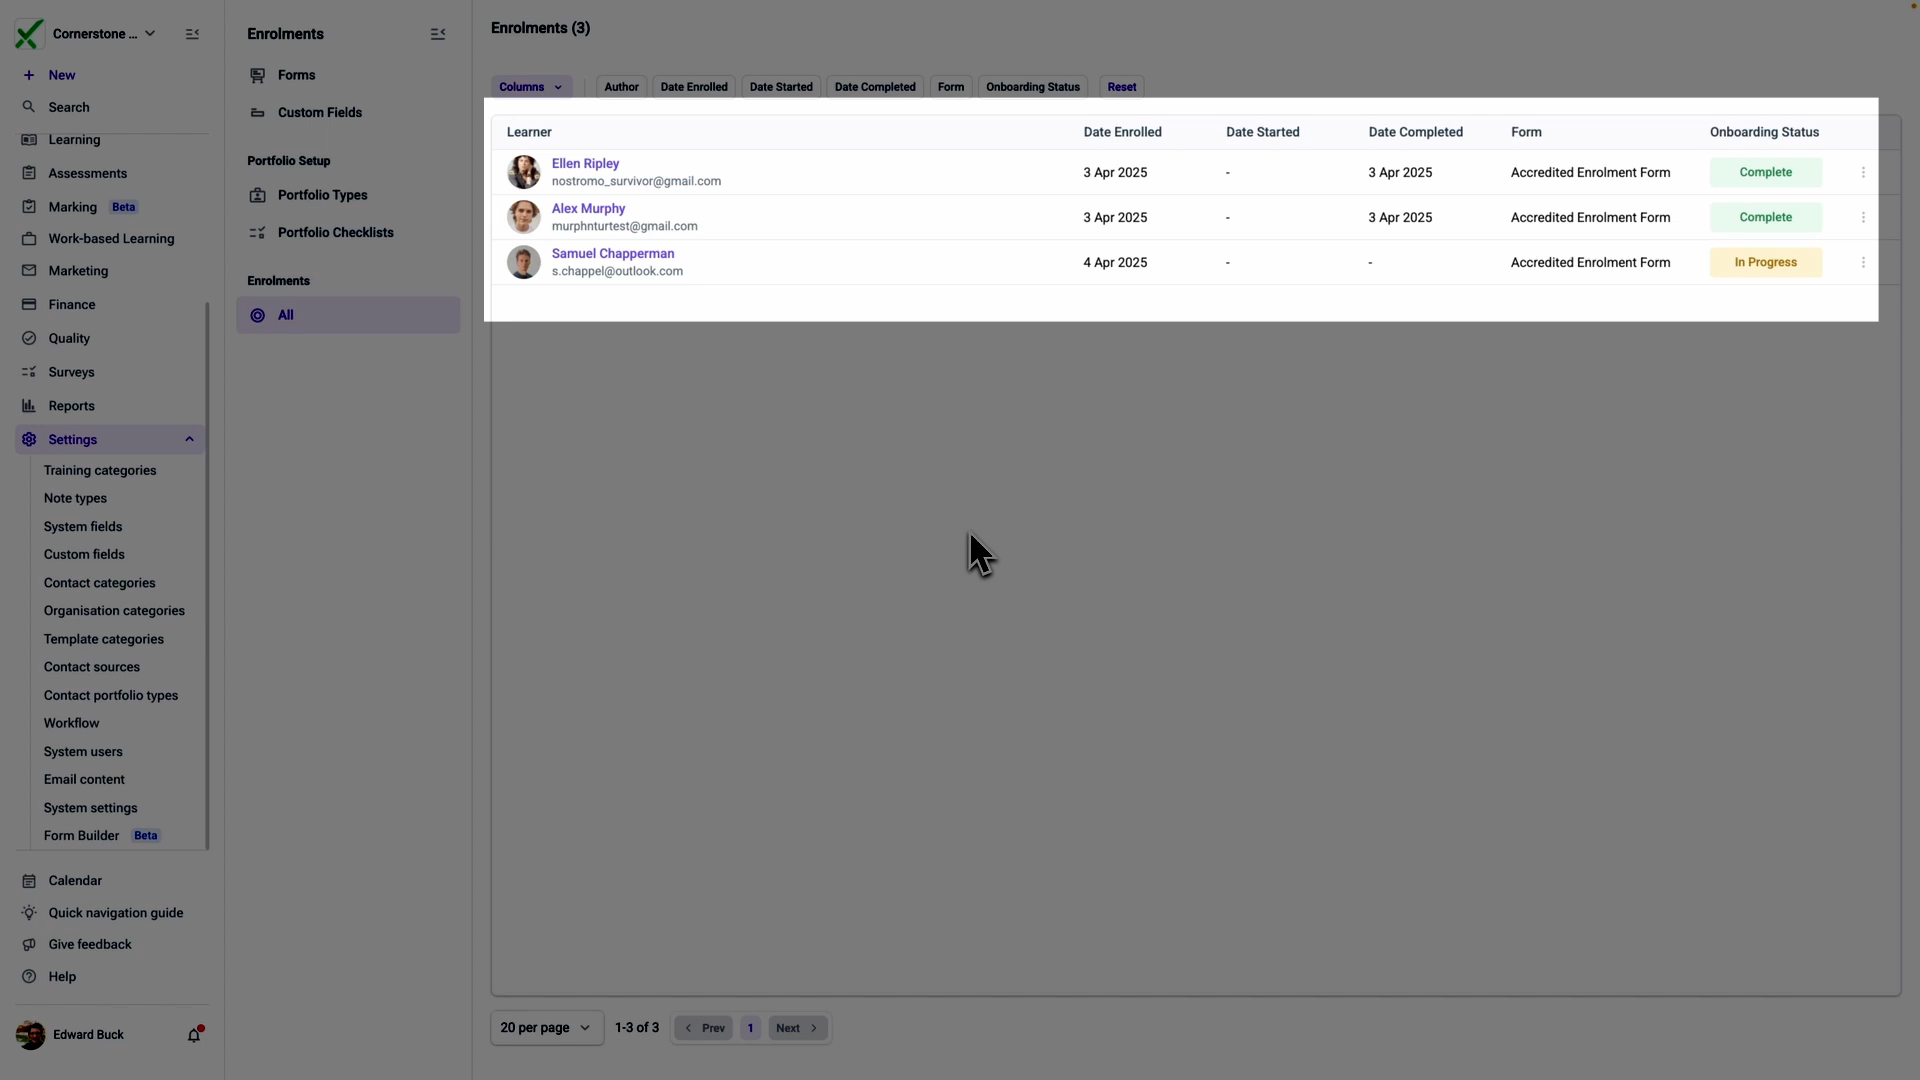 Cornerstone ...
New
Search
Learning
Assessments
Marking Beta
Work-based Learning
Marketing
Finance
Quality
Surveys
Reports
Settings
Training categories
Note types
System fields
Custom fields
Contact categories
Organisation categories
Template categories
Contact sources
Contact portfolio types
Workflow
System users
Email content
System settings
Form Builder Beta
Calendar
Quick navigation guide
Give feedback
Help
Edward Buck
Enrolments
Forms
Custom Fields
Portfolio Setup
Portfolio Types
Portfolio Checklists
Enrolments
All
Enrolments (3)
Columns Author Date Enrolled Date Started Date Completed Form Onboarding Status Reset
Learner Date Enrolled Date Started Date Completed Form Onboarding Status
Ellen Ripley
nostromo_survivor@gmail.com
3 Apr 2025 - 3 Apr 2025 Accredited Enrolment Form Complete
Alex Murphy
murphnturtest@gmail.com
3 Apr 2025 - 3 Apr 2025 Accredited Enrolment Form Complete
Samuel Chapperman
s.chappel@outlook.com
4 Apr 2025 - - Accredited Enrolment Form In Progress
20 per page 1-3 of 3 Prev 1 Next